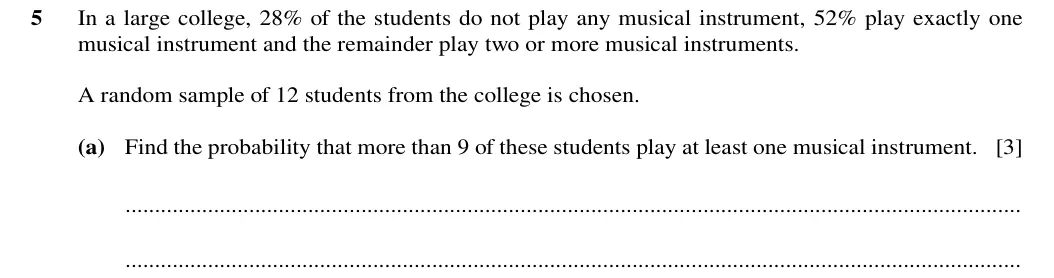 5 In a large college, 28% of the students do not play any musical instrument, 52% play exactly one
musical instrument and the remainder play two or more musical instruments.
A random sample of 12 students from the college is chosen.
(a) Find the probability that more than 9 of these students play at least one musical instrument. [3]